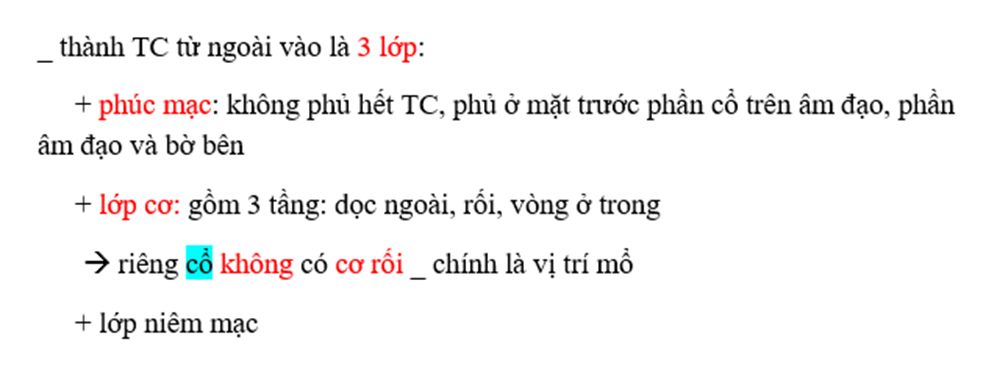 _ thành TC từ ngoài vào là 3 lớp:
+ phúc mạc: không phủ hết TC, phủ ở mặt trước phần cổ trên âm đạo, phần
âm đạo và bờ bên
+ lớp cơ: gồm 3 tầng: dọc ngoài, rối, vòng ở trong
→ riêng cổ không có cơ rối _ chính là vị trí mổ
+ lớp niêm mạc